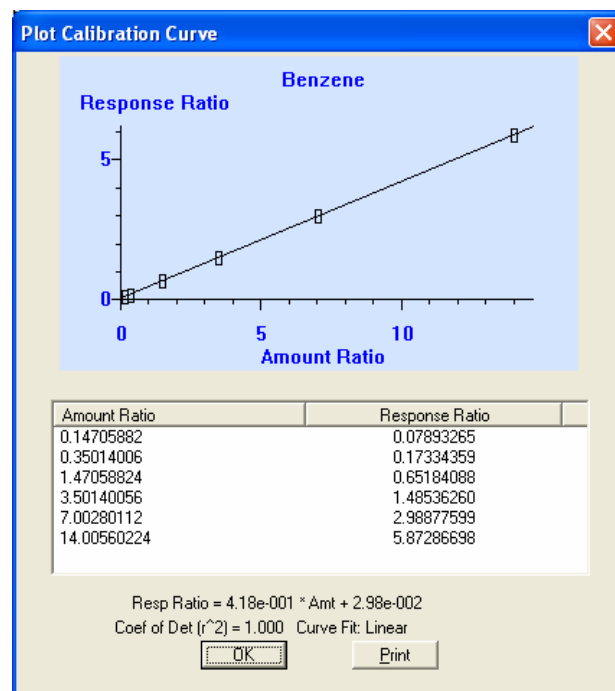 Plot Calibration Curve
Benzene
Response Ratio
5
0
0 5 10
Amount Ratio
Amount Ratio Response Ratio
0.14705882 0.07893265
0.35014006 0.17334359
1.47058824 0.65184088
3.50140056 1.48536260
7.00280112 2.98877599
14.00560224 5.87286698
Resp Ratio = 4.18e-001 * Amt + 2.98e-002
Coef of Det (r^2) = 1.000 Curve Fit: Linear
OK Print